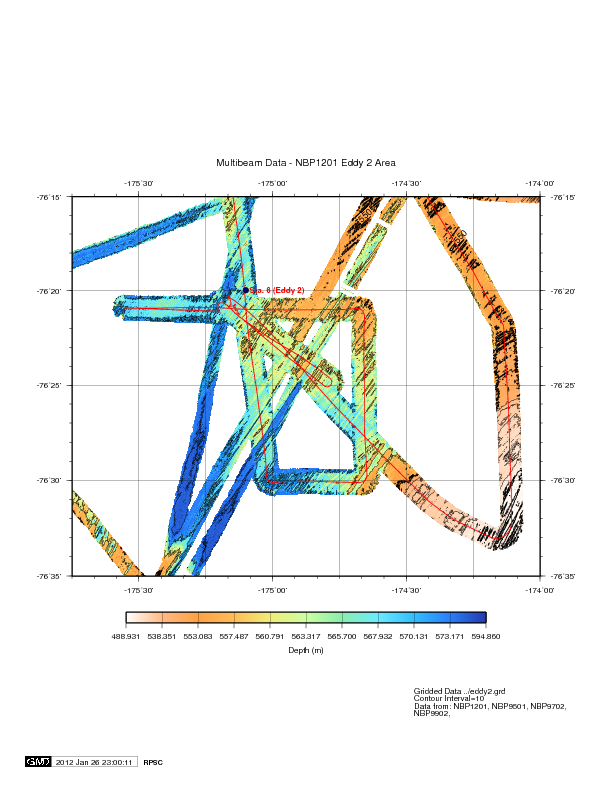 Multibeam Data - NBP1201 Eddy 2 Area
-175˚30' -175˚00' -174˚30' -174˚00'
-76˚15' -76˚15'
-76˚20' -76˚20'
Sta. 6 (Eddy 2)
-76˚25' -76˚25'
-76˚30' -76˚30'
-76˚35' -76˚35'
-175˚30' -175˚00' -174˚30' -174˚00'
488.931 538.351 553.083 557.487 560.791 563.317 565.700 567.932 570.131 573.171 594.860
Depth (m)
Gridded Data ../eddy2.grd
Contour Interval=10
Data from: NBP1201, NBP9501, NBP9702,
NBP9902,
GMD 2012 Jan 26 23:00:11 RPSC